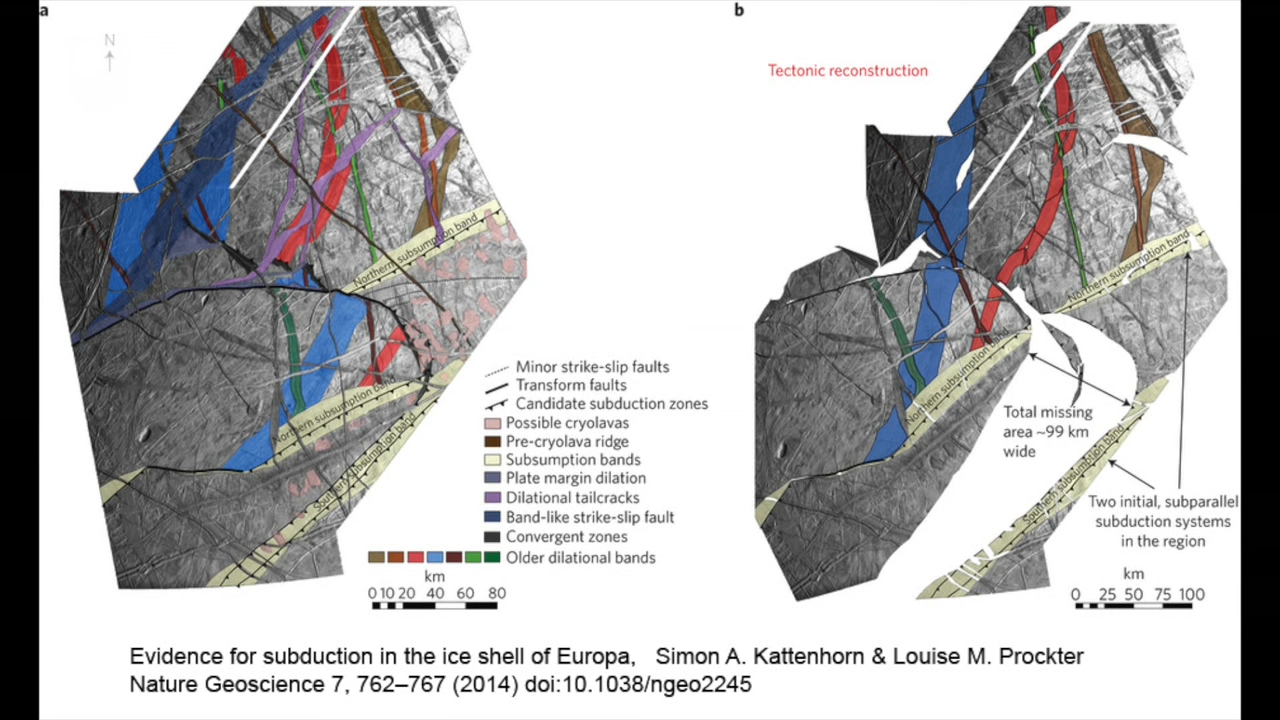 a
N
Northern subsumption band
Northern subsumption band
Southern subsumption band
Minor strike-slip faults
Transform faults
Candidate subduction zones
Possible cryolavas
Pre-cryolava ridge
Subsumption bands
Plate margin dilation
Dilational tailcracks
Band-like strike-slip fault
Convergent zones
Older dilational bands
km
0 10 20 40 60 80
b
Tectonic reconstruction
Northern subsumption band
Northern subsumption band
Total missing
area ~99 km
wide
Southern subsumption band
Two initial, subparallel
subduction systems
in the region
km
0 25 50 75 100
Evidence for subduction in the ice shell of Europa, Simon A. Kattenhorn & Louise M. Prockter
Nature Geoscience 7, 762–767 (2014) doi:10.1038/ngeo2245